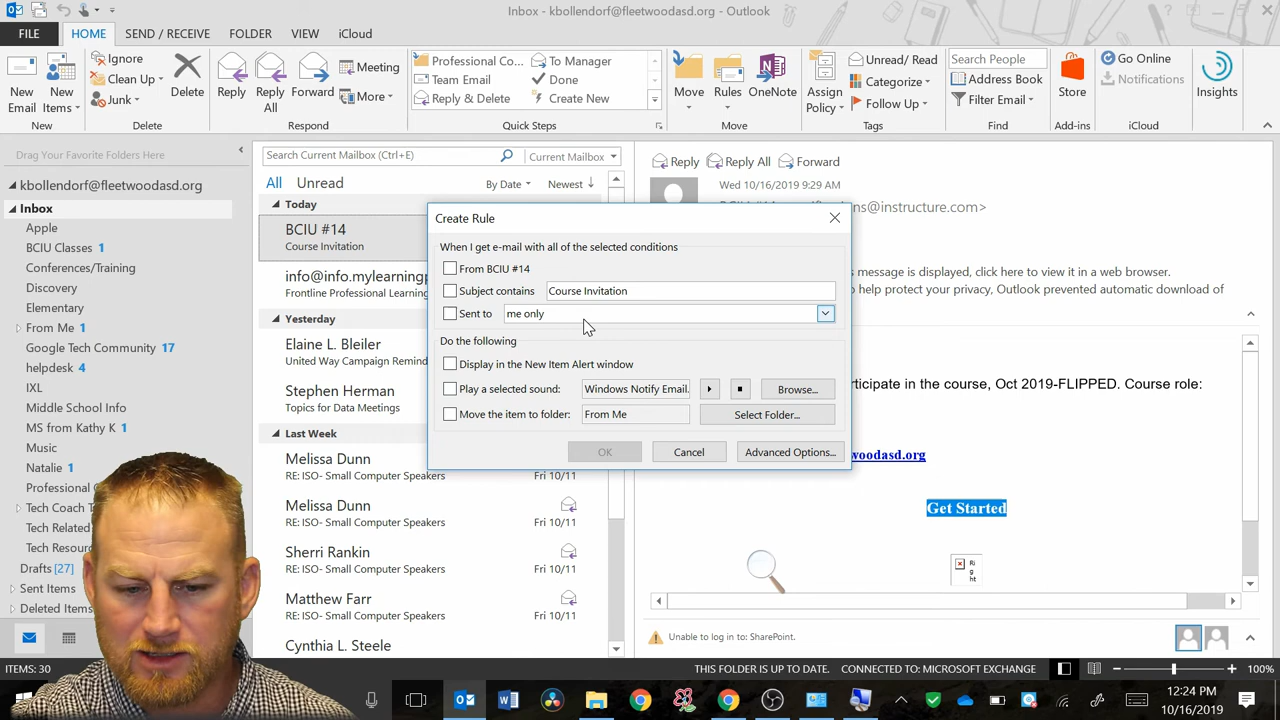 Inbox - kbollendorf@fleetwoodasd.org - Outlook
FILE HOME SEND / RECEIVE FOLDER VIEW iCloud
New Email
New Items
New
Ignore
Clean Up
Junk
Delete
Delete
Reply
Reply All
Forward
Meeting
More
Respond
Professional Co...
Team Email
Reply & Delete
To Manager
Done
Create New
Quick Steps
Move
Rules
OneNote
Move
Assign Policy
Unread/ Read
Categorize
Follow Up
Tags
Search People
Address Book
Filter Email
Find
Store
Add-ins
Go Online
Notifications
iCloud
Insights
Drag Your Favorite Folders Here
kbollendorf@fleetwoodasd.org
Inbox
Apple
BCIU Classes 1
Conferences/Training
Discovery
Elementary
From Me 1
Google Tech Community 17
helpdesk 4
IXL
Memory Info
MS from Kathy K 1
Music
Natalie 1
Professional
Tech Coach
Tech Related
Tech Resour
Drafts [27]
Sent Items
Deleted Items
Search Current Mailbox (Ctrl+E)
Current Mailbox
All Unread
By Date Newest
Today
BCIU #14
Course Invitation
info@info.mylearningp
Frontline Professional Learning
Yesterday
Elaine L. Bleiler
United Way Campaign Remind
Stephen Herman
Topics for Data Meetings
Last Week
Melissa Dunn
RE: ISO- Small Computer Speakers
Melissa Dunn
RE: ISO- Small Computer Speakers Fri 10/11
Sherri Rankin
RE: ISO- Small Computer Speakers Fri 10/11
Matthew Farr
RE: ISO- Small Computer Speakers Fri 10/11
Cynthia L. Steele
Reply Reply All Forward
Wed 10/16/2019 9:29 AM
ications@instructure.com>
s message is displayed, click here to view it in a web browser.
o help protect your privacy, Outlook prevented automatic download of
articipate in the course, Oct 2019-FLIPPED. Course role:
woodasd.org
Get Started
Ri
g
ht
Unable to log in to: SharePoint.
Create Rule
When I get e-mail with all of the selected conditions
From BCIU #14
Subject contains Course Invitation
Sent to me only
Do the following
Display in the New Item Alert window
Play a selected sound: Windows Notify Email. Browse...
Move the item to folder: From Me Select Folder...
OK Cancel Advanced Options...
ITEMS: 30
THIS FOLDER IS UP TO DATE. CONNECTED TO: MICROSOFT EXCHANGE 100%
12:24 PM
10/16/2019